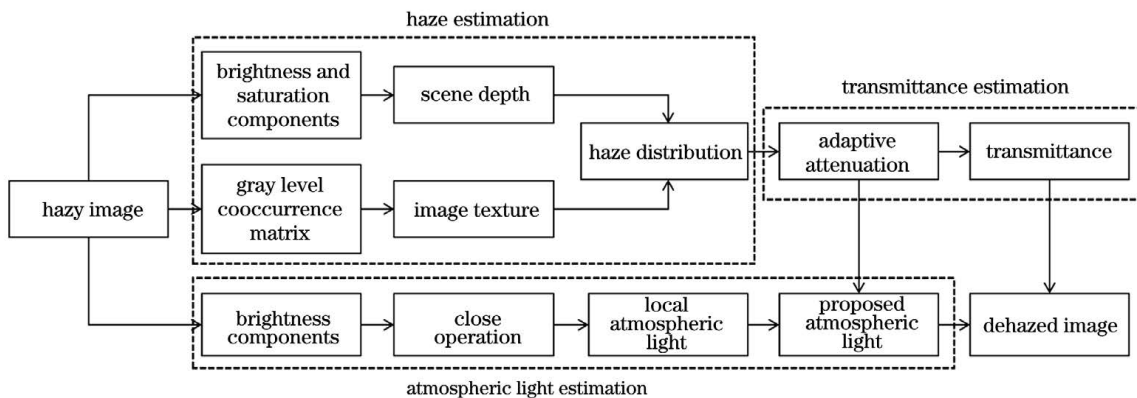 haze estimation
brightness and
saturation
components
scene depth
transmittance estimation
haze distribution
adaptive
attenuation
transmittance
hazy image
gray level
cooccurrence
matrix
image texture
brightness
components
close
operation
local
atmospheric
light
proposed
atmospheric
light
dehazed image
atmospheric light estimation